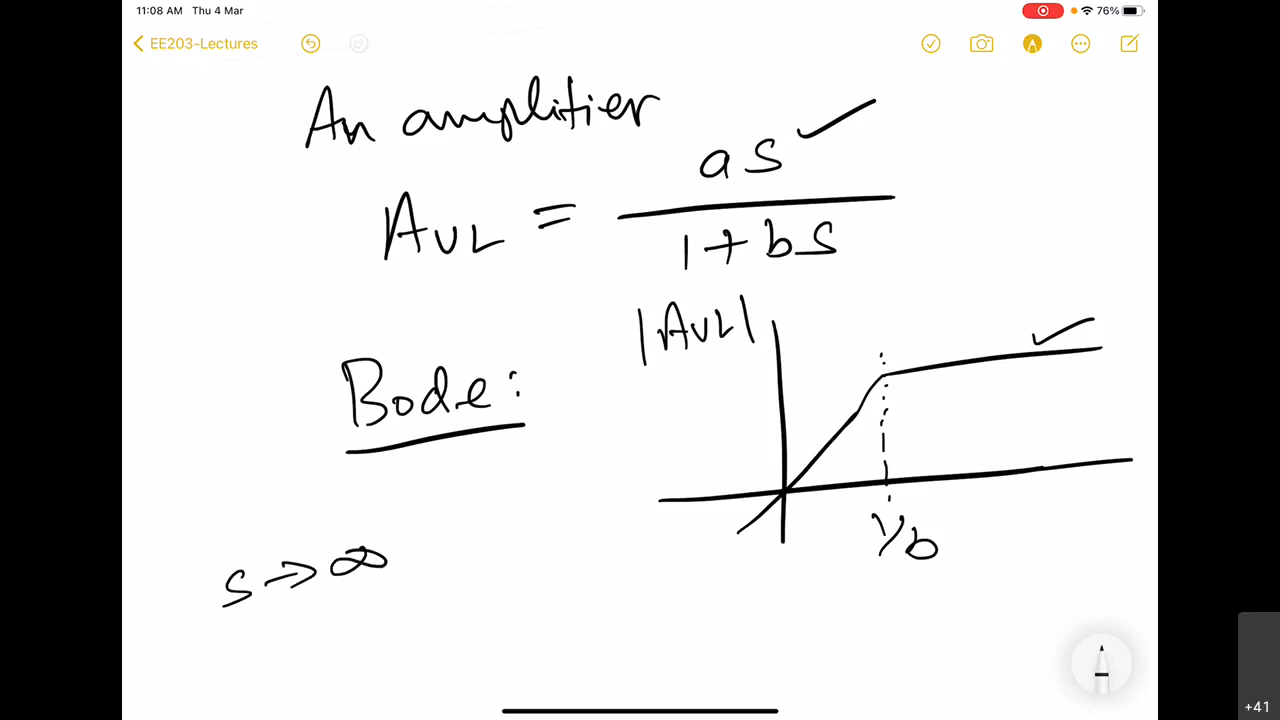 11:08 AM Thu 4 Mar 76%
EE203-Lectures
An amplifier
AVL = as / 1+bs
|AVL|
Bode:
1/b
s → ∞
+41